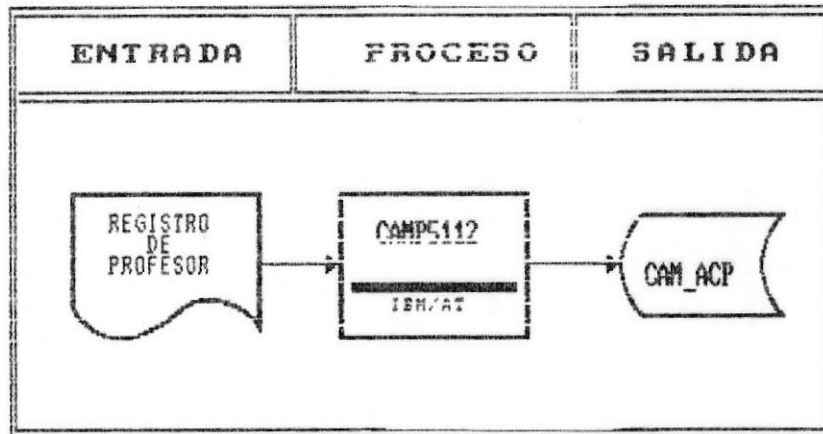 ENTRADA
PROCESO
SALIDA
REGISTRO
DE
PROFESOR
CAMP5112
IBM/AT
CAM_ACP